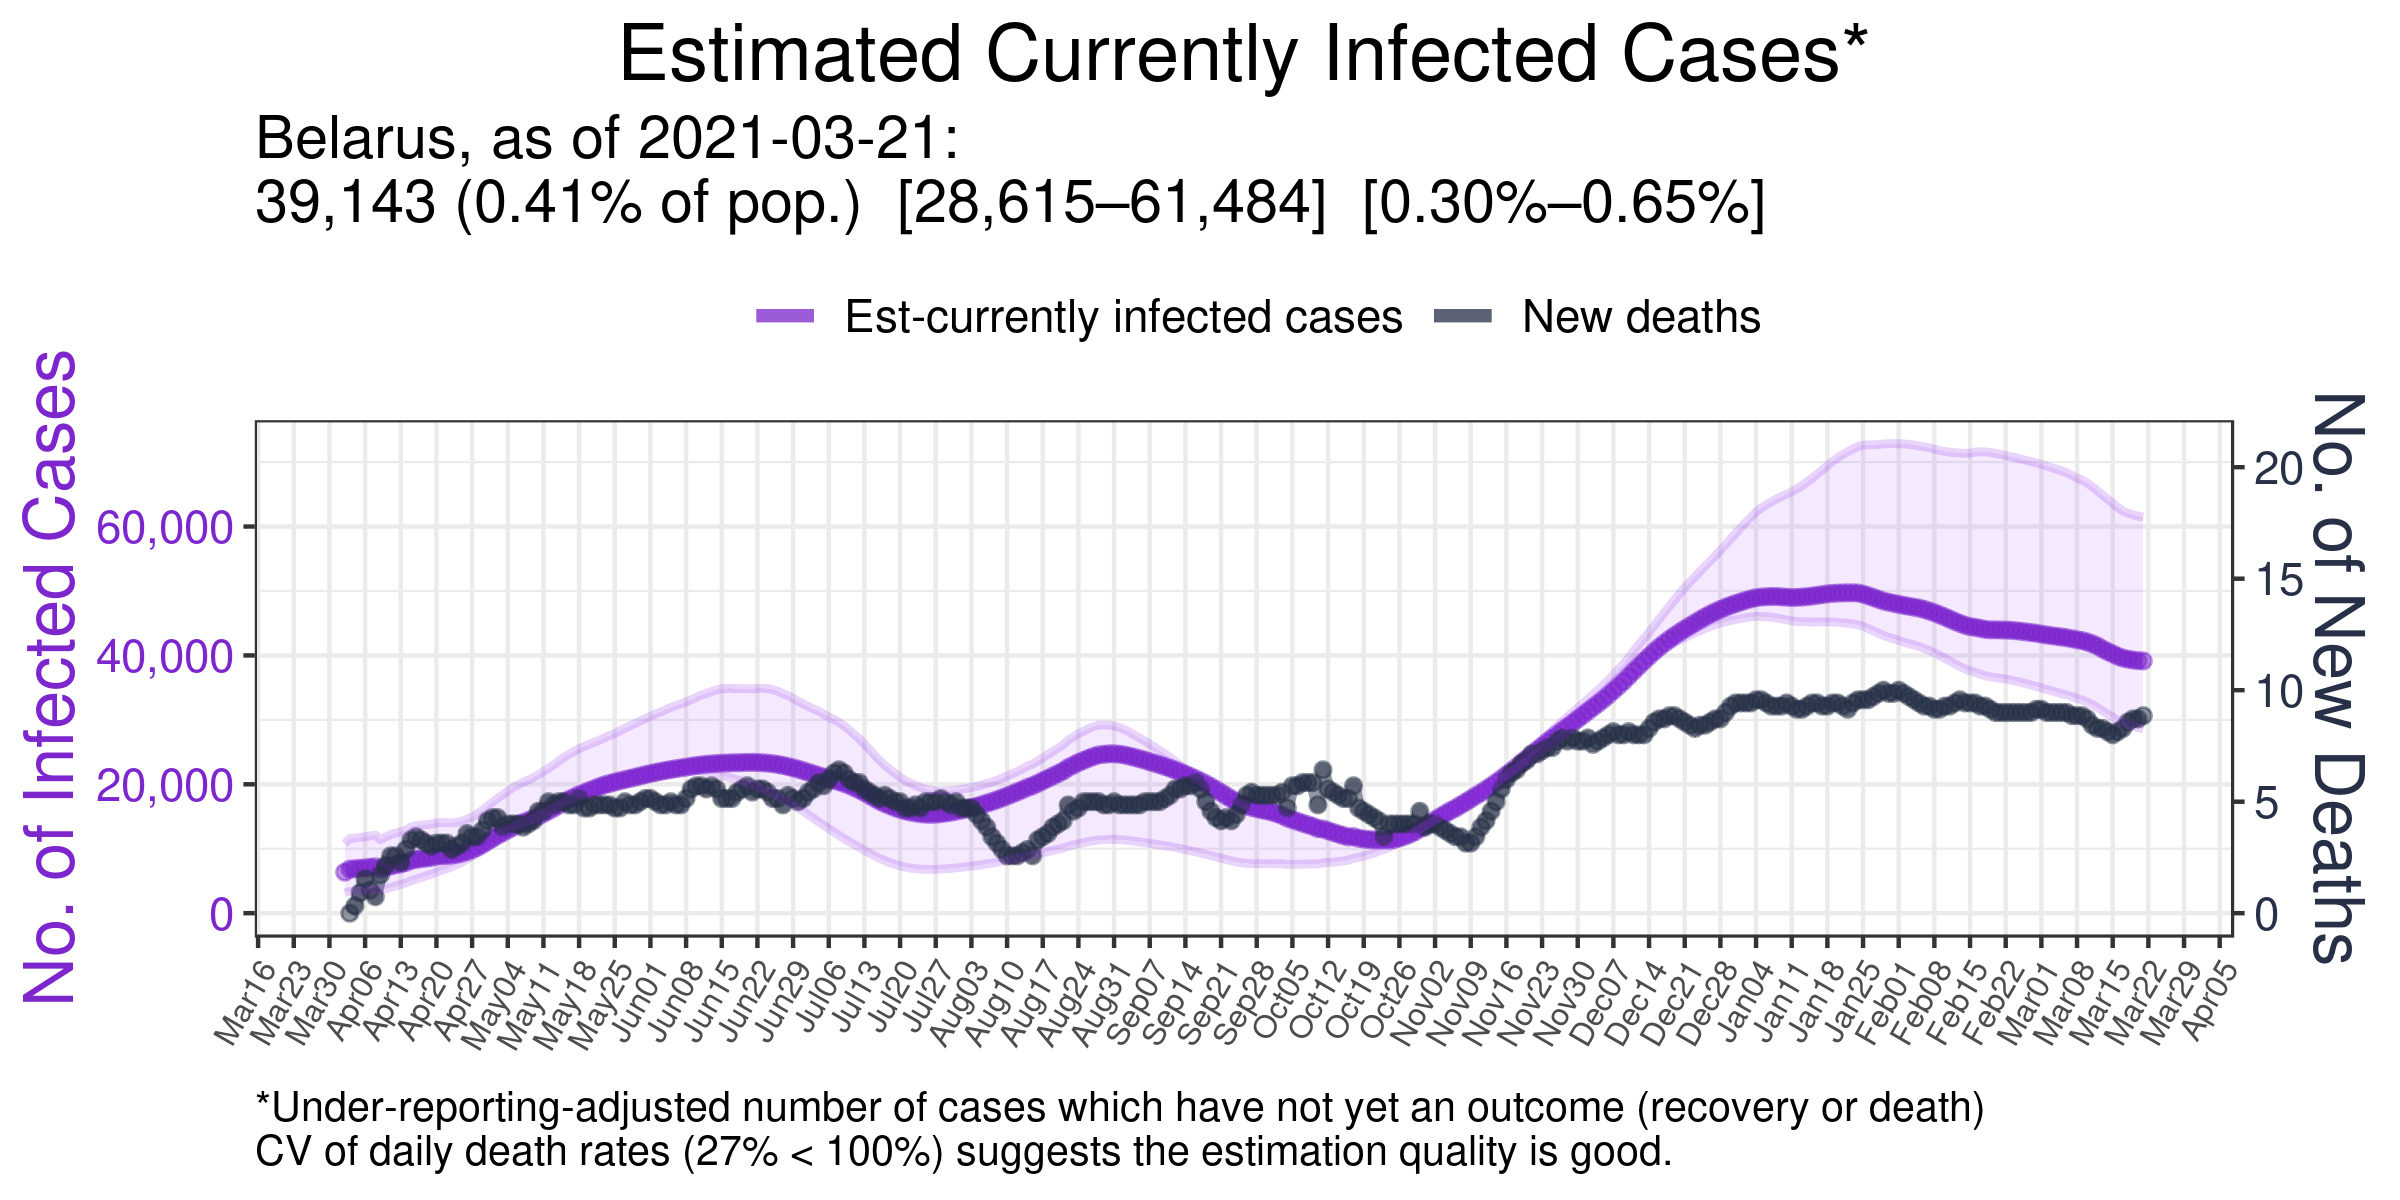 Estimated Currently Infected Cases*
Belarus, as of 2021-03-21:
39,143 (0.41% of pop.)  [28,615–61,484]  [0.30%–0.65%]
Est-currently infected cases
New deaths
No. of Infected Cases
60,000
40,000
20,000
0
20
15
10
5
0
No. of New Deaths
Mar16
Mar23
Mar30
Apr06
Apr13
Apr20
Apr27
May04
May11
May18
May25
Jun01
Jun08
Jun15
Jun22
Jun29
Jul06
Jul13
Jul20
Jul27
Aug03
Aug10
Aug17
Aug24
Aug31
Sep07
Sep14
Sep21
Sep28
Oct05
Oct12
Oct19
Oct26
Nov02
Nov09
Nov16
Nov23
Nov30
Dec07
Dec14
Dec21
Dec28
Jan04
Jan11
Jan18
Jan25
Feb01
Feb08
Feb15
Feb22
Mar01
Mar08
Mar15
Mar22
Mar29
Apr05
*Under-reporting-adjusted number of cases which have not yet an outcome (recovery or death)
CV of daily death rates (27% < 100%) suggests the estimation quality is good.